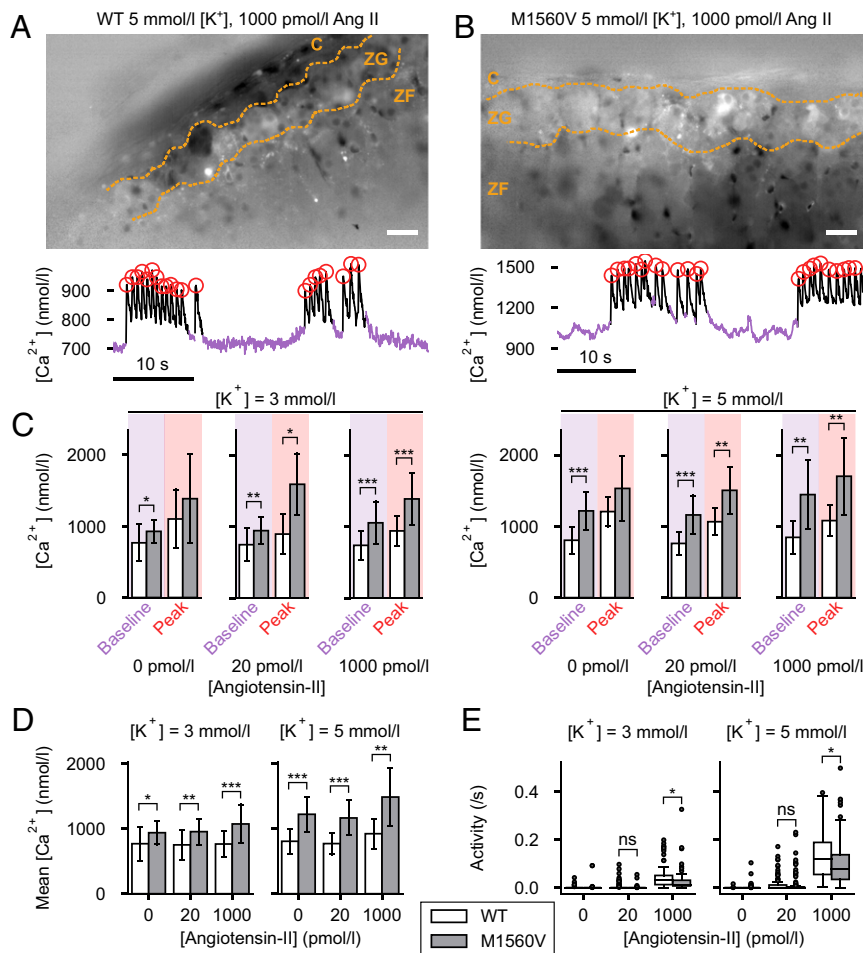 A
WT 5 mmol/l [K⁺], 1000 pmol/l Ang II
C
ZG
ZF
[Ca²⁺] (nmol/l)
900
800
700
10 s
B
M1560V 5 mmol/l [K⁺], 1000 pmol/l Ang II
C
ZG
ZF
[Ca²⁺] (nmol/l)
1500
1200
900
10 s
C
[K⁺] = 3 mmol/l
[Ca²⁺] (nmol/l)
2000
1000
0
* 
** *
*** ***
Baseline Peak Baseline Peak Baseline Peak
0 pmol/l 20 pmol/l 1000 pmol/l
[Angiotensin-II]
[K⁺] = 5 mmol/l
[Ca²⁺] (nmol/l)
2000
1000
0
***
*** **
** **
Baseline Peak Baseline Peak Baseline Peak
0 pmol/l 20 pmol/l 1000 pmol/l
[Angiotensin-II]
D
[K⁺] = 3 mmol/l [K⁺] = 5 mmol/l
Mean [Ca²⁺] (nmol/l)
2000
1000
0
* ** *** *** *** **
0 20 1000 0 20 1000
[Angiotensin-II] (pmol/l)
WT
M1560V
E
[K⁺] = 3 mmol/l [K⁺] = 5 mmol/l
Activity (/s)
0.4
0.2
0.0
ns * ns *
0 20 1000 0 20 1000
[Angiotensin-II] (pmol/l)